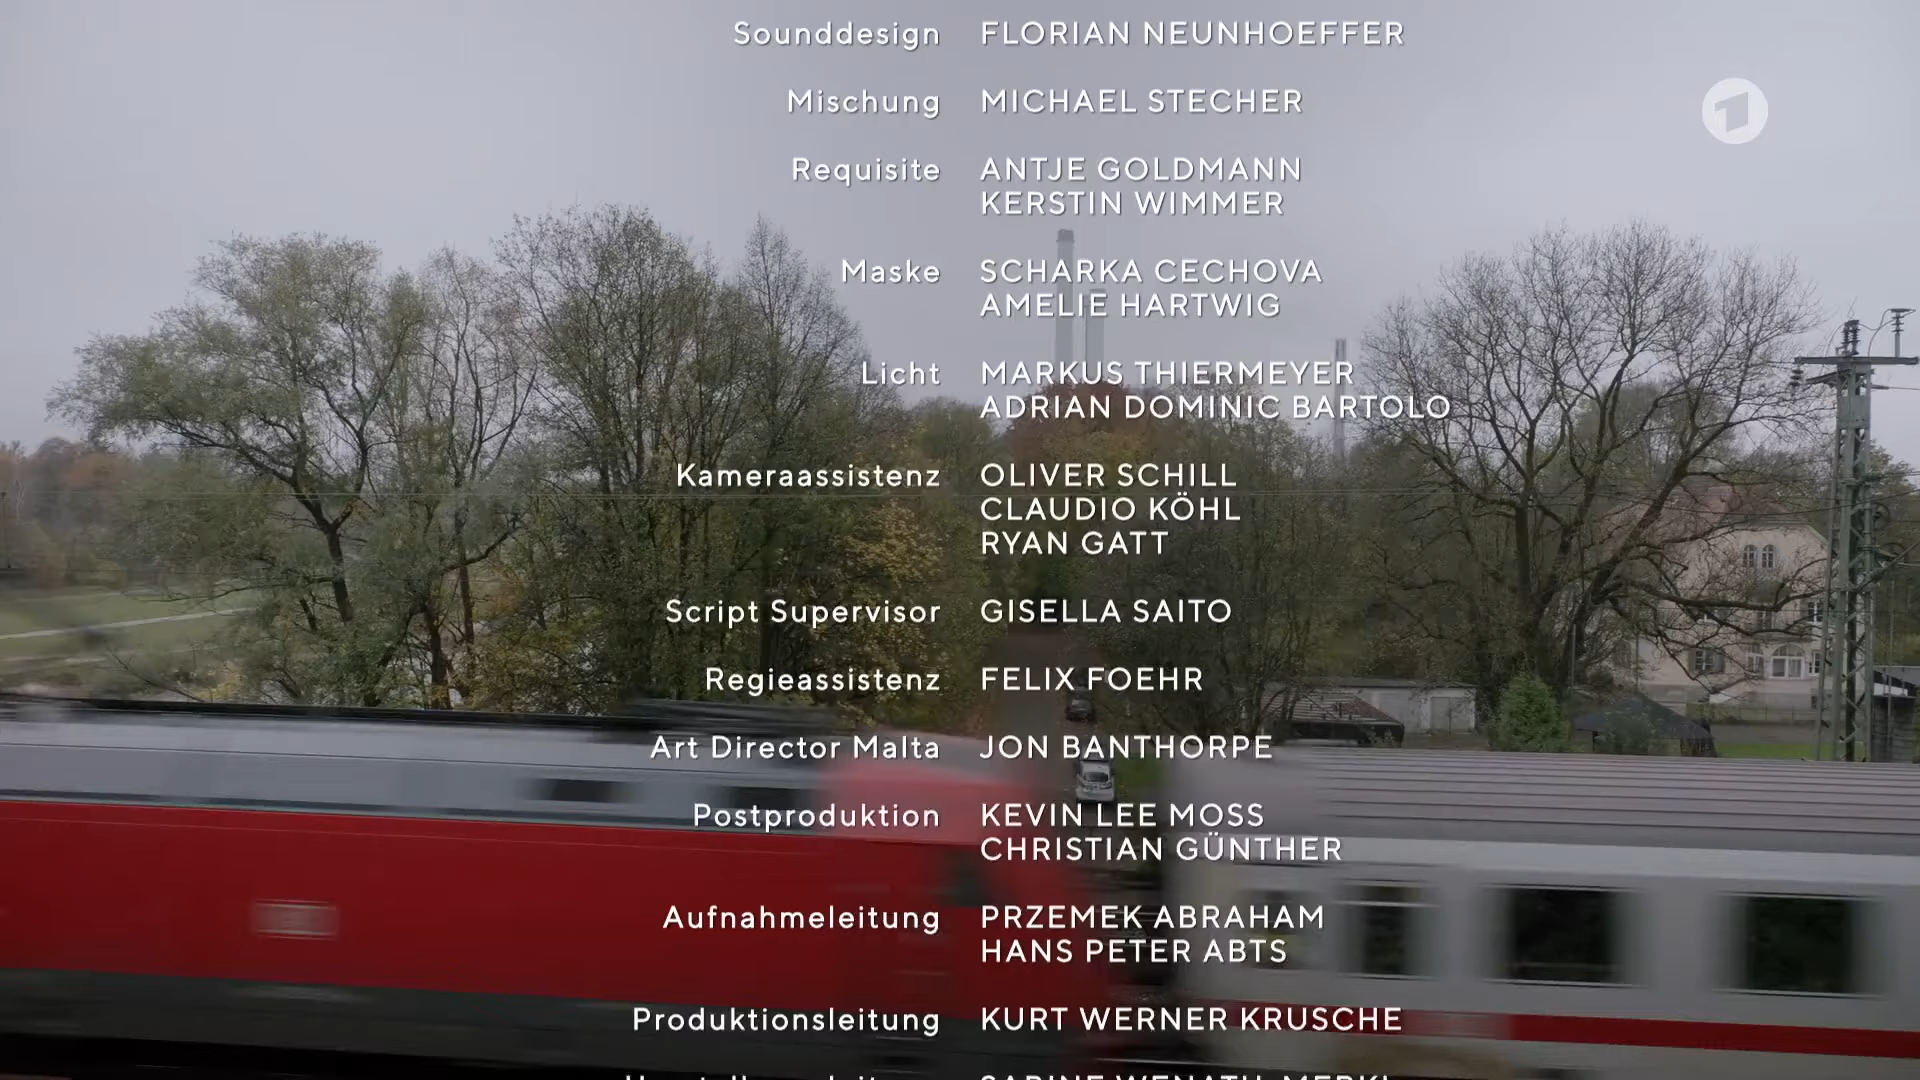 Sounddesign FLORIAN NEUNHOEFFER
Mischung MICHAEL STECHER
Requisite ANTJE GOLDMANN
KERSTIN WIMMER
Maske SCHARKA CECHOVA
AMELIE HARTWIG
Licht MARKUS THIERMEYER
ADRIAN DOMINIC BARTOLO
Kameraassistenz OLIVER SCHILL
CLAUDIO KÖHL
RYAN GATT
Script Supervisor GISELLA SAITO
Regieassistenz FELIX FOEHR
Art Director Malta JON BANTHORPE
Postproduktion KEVIN LEE MOSS
CHRISTIAN GÜNTHER
Aufnahmeleitung PRZEMEK ABRAHAM
HANS PETER ABTS
Produktionsleitung KURT WERNER KRUSCHE